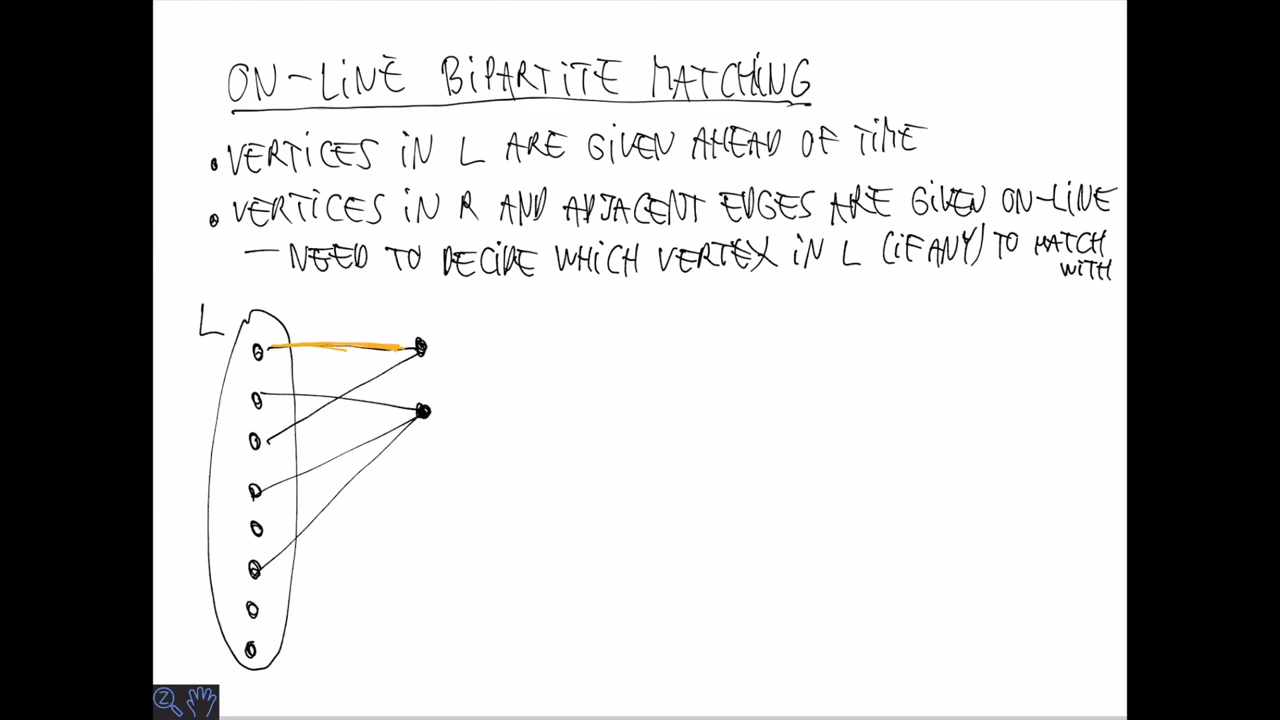 ON-LINE BIPARTITE MATCHING
• VERTICES IN L ARE GIVEN AHEAD OF TIME
• VERTICES IN R AND ADJACENT EDGES ARE GIVEN ON-LINE
— NEED TO DECIDE WHICH VERTEX IN L (IF ANY) TO MATCH
WITH
L
Z